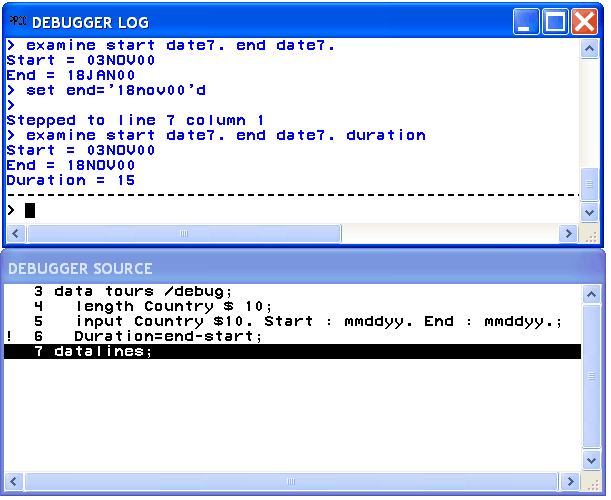 DEBUGGER LOG
> examine start date7. end date7.
Start = 03NOV00
End = 18JAN00
> set end='18nov00'd
>
Stepped to line 7 column 1
> examine start date7. end date7. duration
Start = 03NOV00
End = 18NOV00
Duration = 15
>
DEBUGGER SOURCE
3 data tours /debug;
4 length Country $ 10;
5 input Country $10. Start : mmddyy. End : mmddyy.;
! 6 Duration=end-start;
7 datalines;